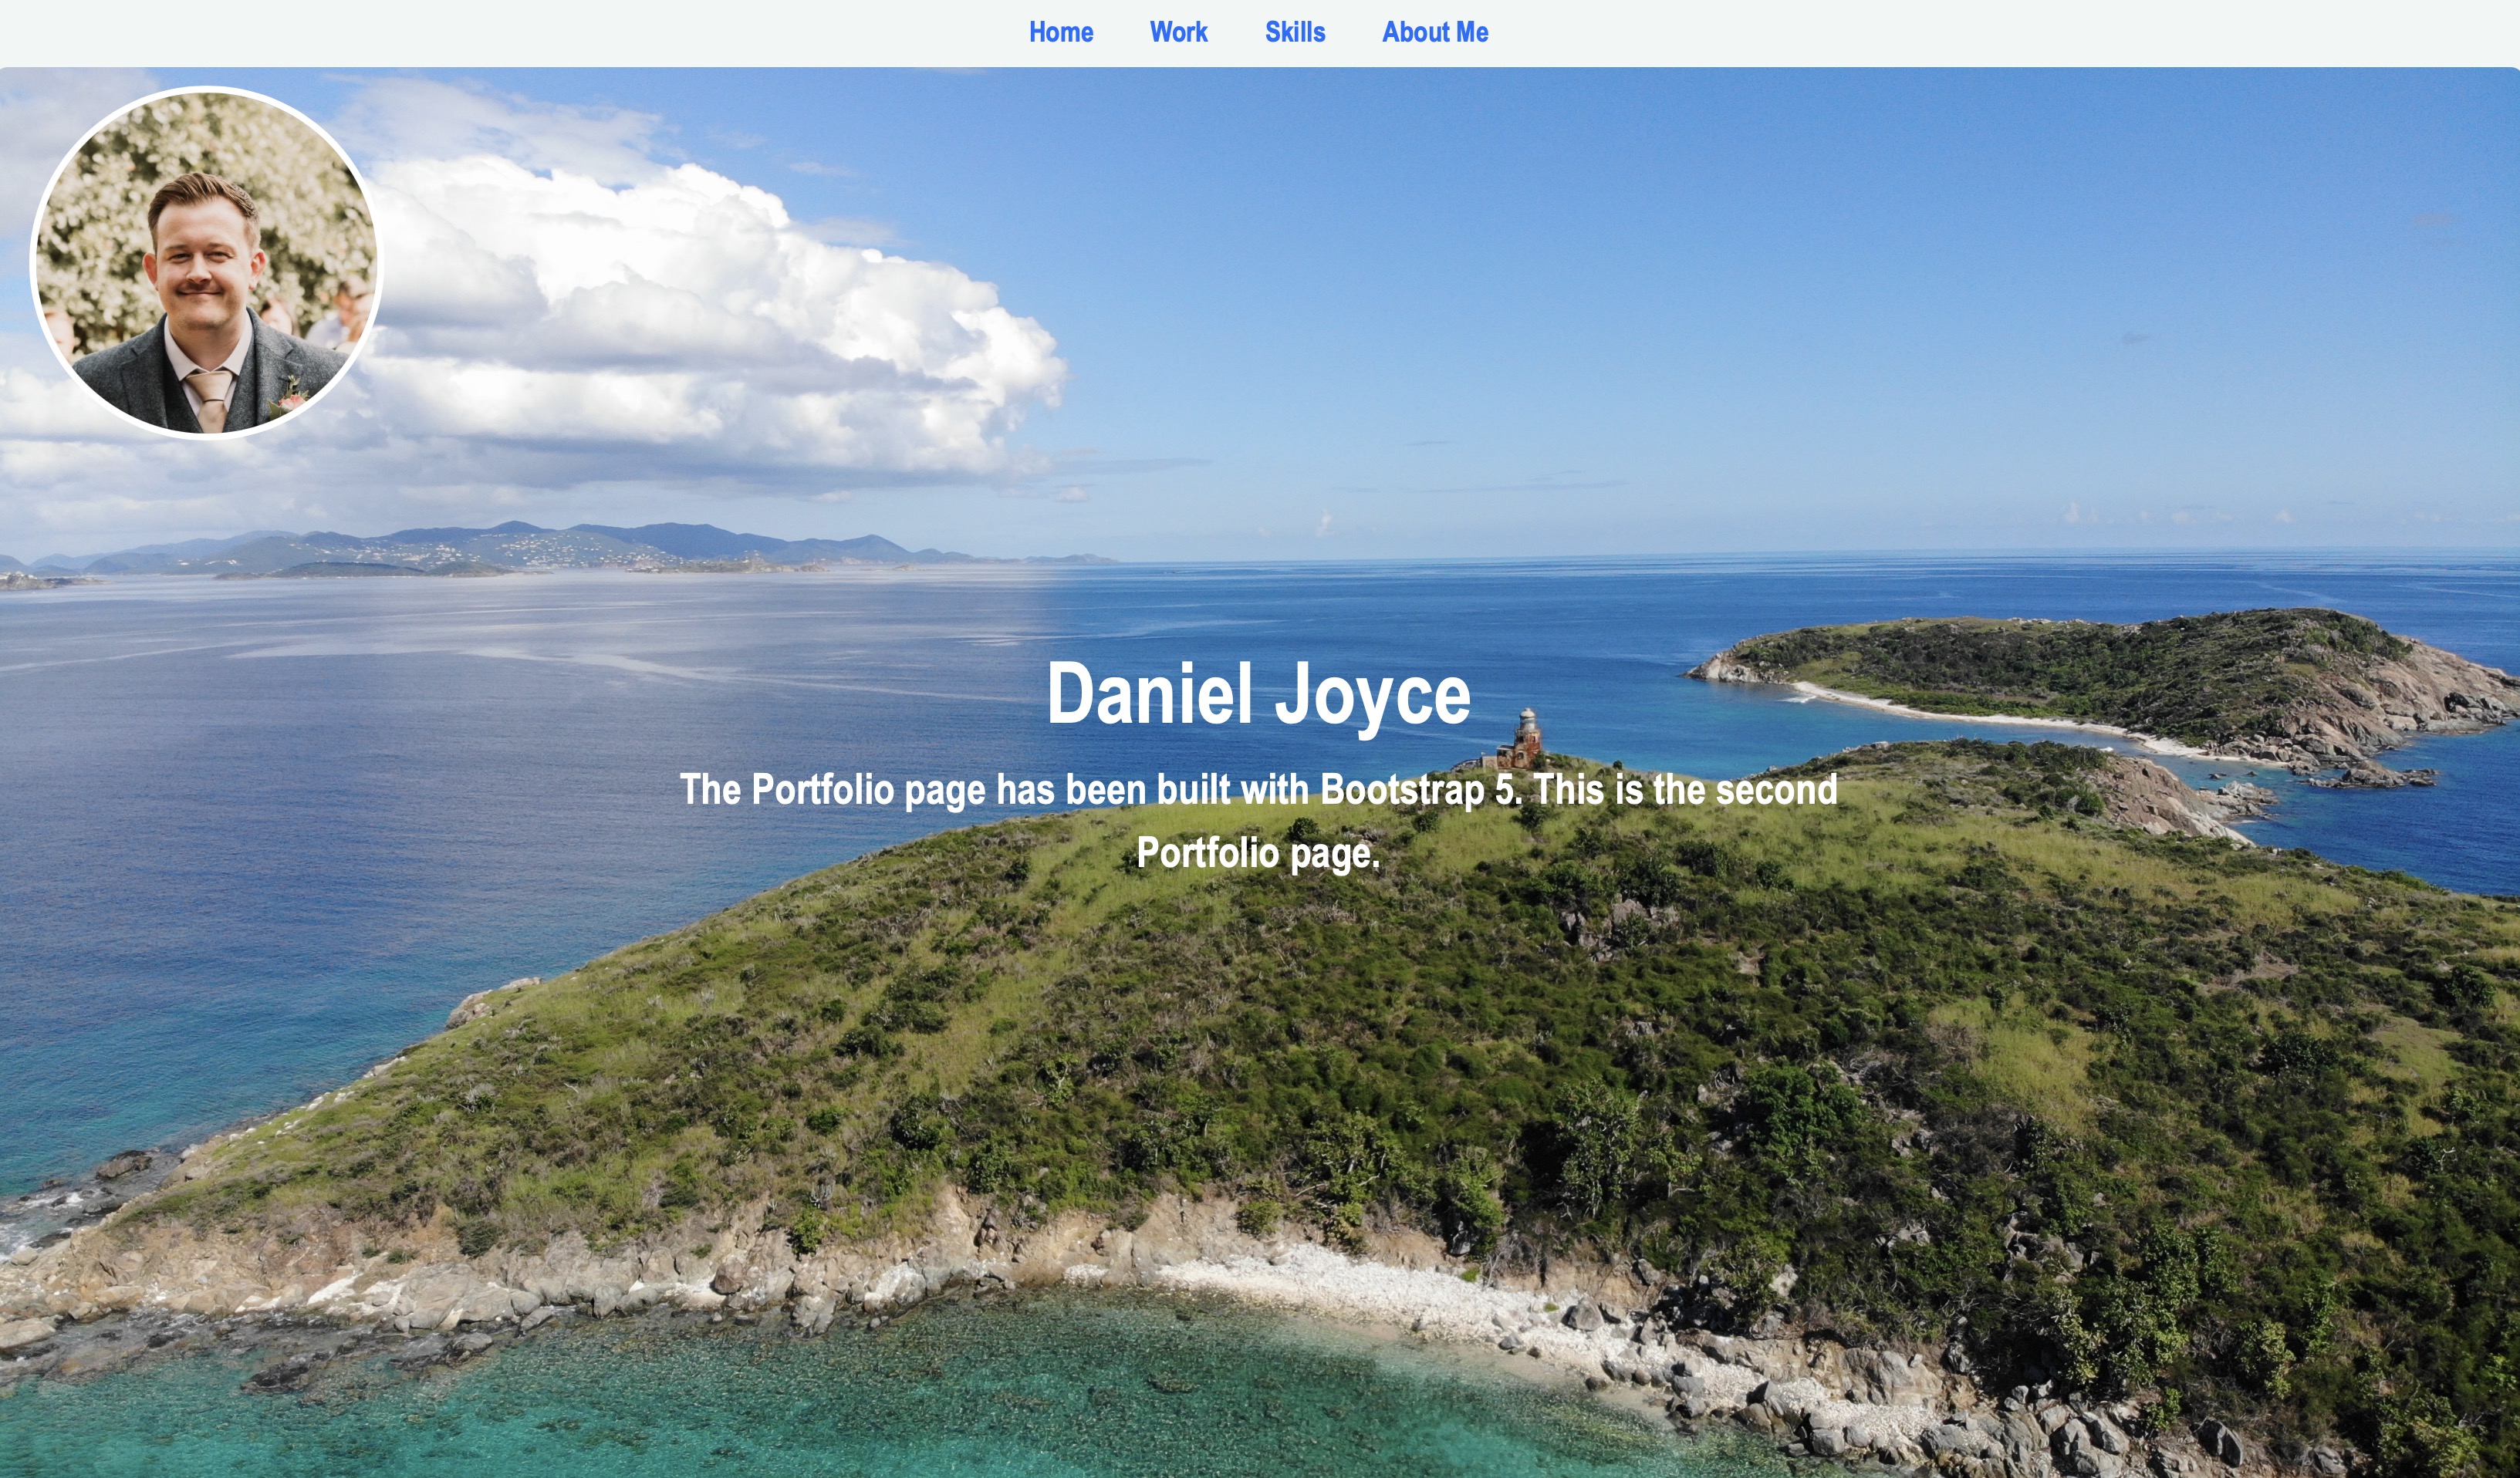 Home Work Skills About Me
Daniel Joyce
The Portfolio page has been built with Bootstrap 5. This is the second
Portfolio page.